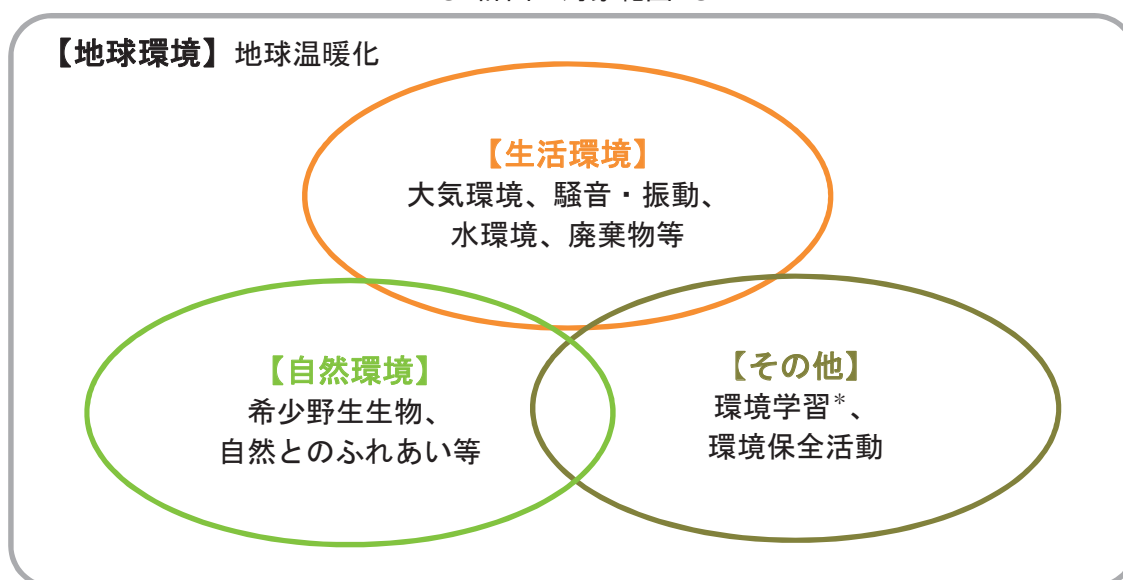 【地球環境】地球温暖化
【生活環境】
大気環境、騒音・振動、
水環境、廃棄物等
【自然環境】
希少野生生物、
自然とのふれあい等
【その他】
環境学習＊、
環境保全活動